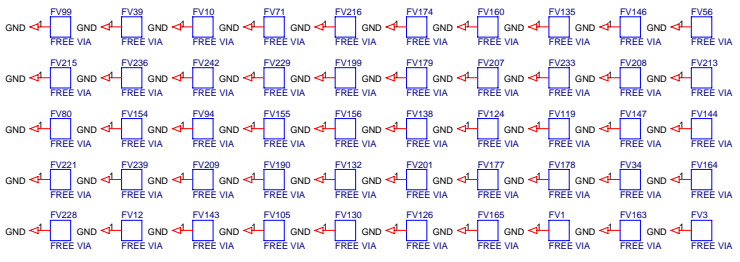 FV99 FV39 FV10 FV71 FV216 FV174 FV160 FV135 FV146 FV56
GND 1 GND 1 GND 1 GND 1 GND 1 GND 1 GND 1 GND 1 GND 1 GND 1
FREE VIA FREE VIA FREE VIA FREE VIA FREE VIA FREE VIA FREE VIA FREE VIA FREE VIA FREE VIA
FV215 FV236 FV242 FV229 FV199 FV179 FV207 FV233 FV208 FV213
GND 1 GND 1 GND 1 GND 1 GND 1 GND 1 GND 1 GND 1 GND 1 GND 1
FREE VIA FREE VIA FREE VIA FREE VIA FREE VIA FREE VIA FREE VIA FREE VIA FREE VIA FREE VIA
FV80 FV154 FV94 FV155 FV156 FV138 FV124 FV119 FV147 FV144
GND 1 GND 1 GND 1 GND 1 GND 1 GND 1 GND 1 GND 1 GND 1 GND 1
FREE VIA FREE VIA FREE VIA FREE VIA FREE VIA FREE VIA FREE VIA FREE VIA FREE VIA FREE VIA
FV221 FV239 FV209 FV190 FV132 FV201 FV177 FV178 FV34 FV164
GND 1 GND 1 GND 1 GND 1 GND 1 GND 1 GND 1 GND 1 GND 1 GND 1
FREE VIA FREE VIA FREE VIA FREE VIA FREE VIA FREE VIA FREE VIA FREE VIA FREE VIA FREE VIA
FV228 FV12 FV143 FV105 FV130 FV126 FV165 FV1 FV163 FV3
GND 1 GND 1 GND 1 GND 1 GND 1 GND 1 GND 1 GND 1 GND 1 GND 1
FREE VIA FREE VIA FREE VIA FREE VIA FREE VIA FREE VIA FREE VIA FREE VIA FREE VIA FREE VIA